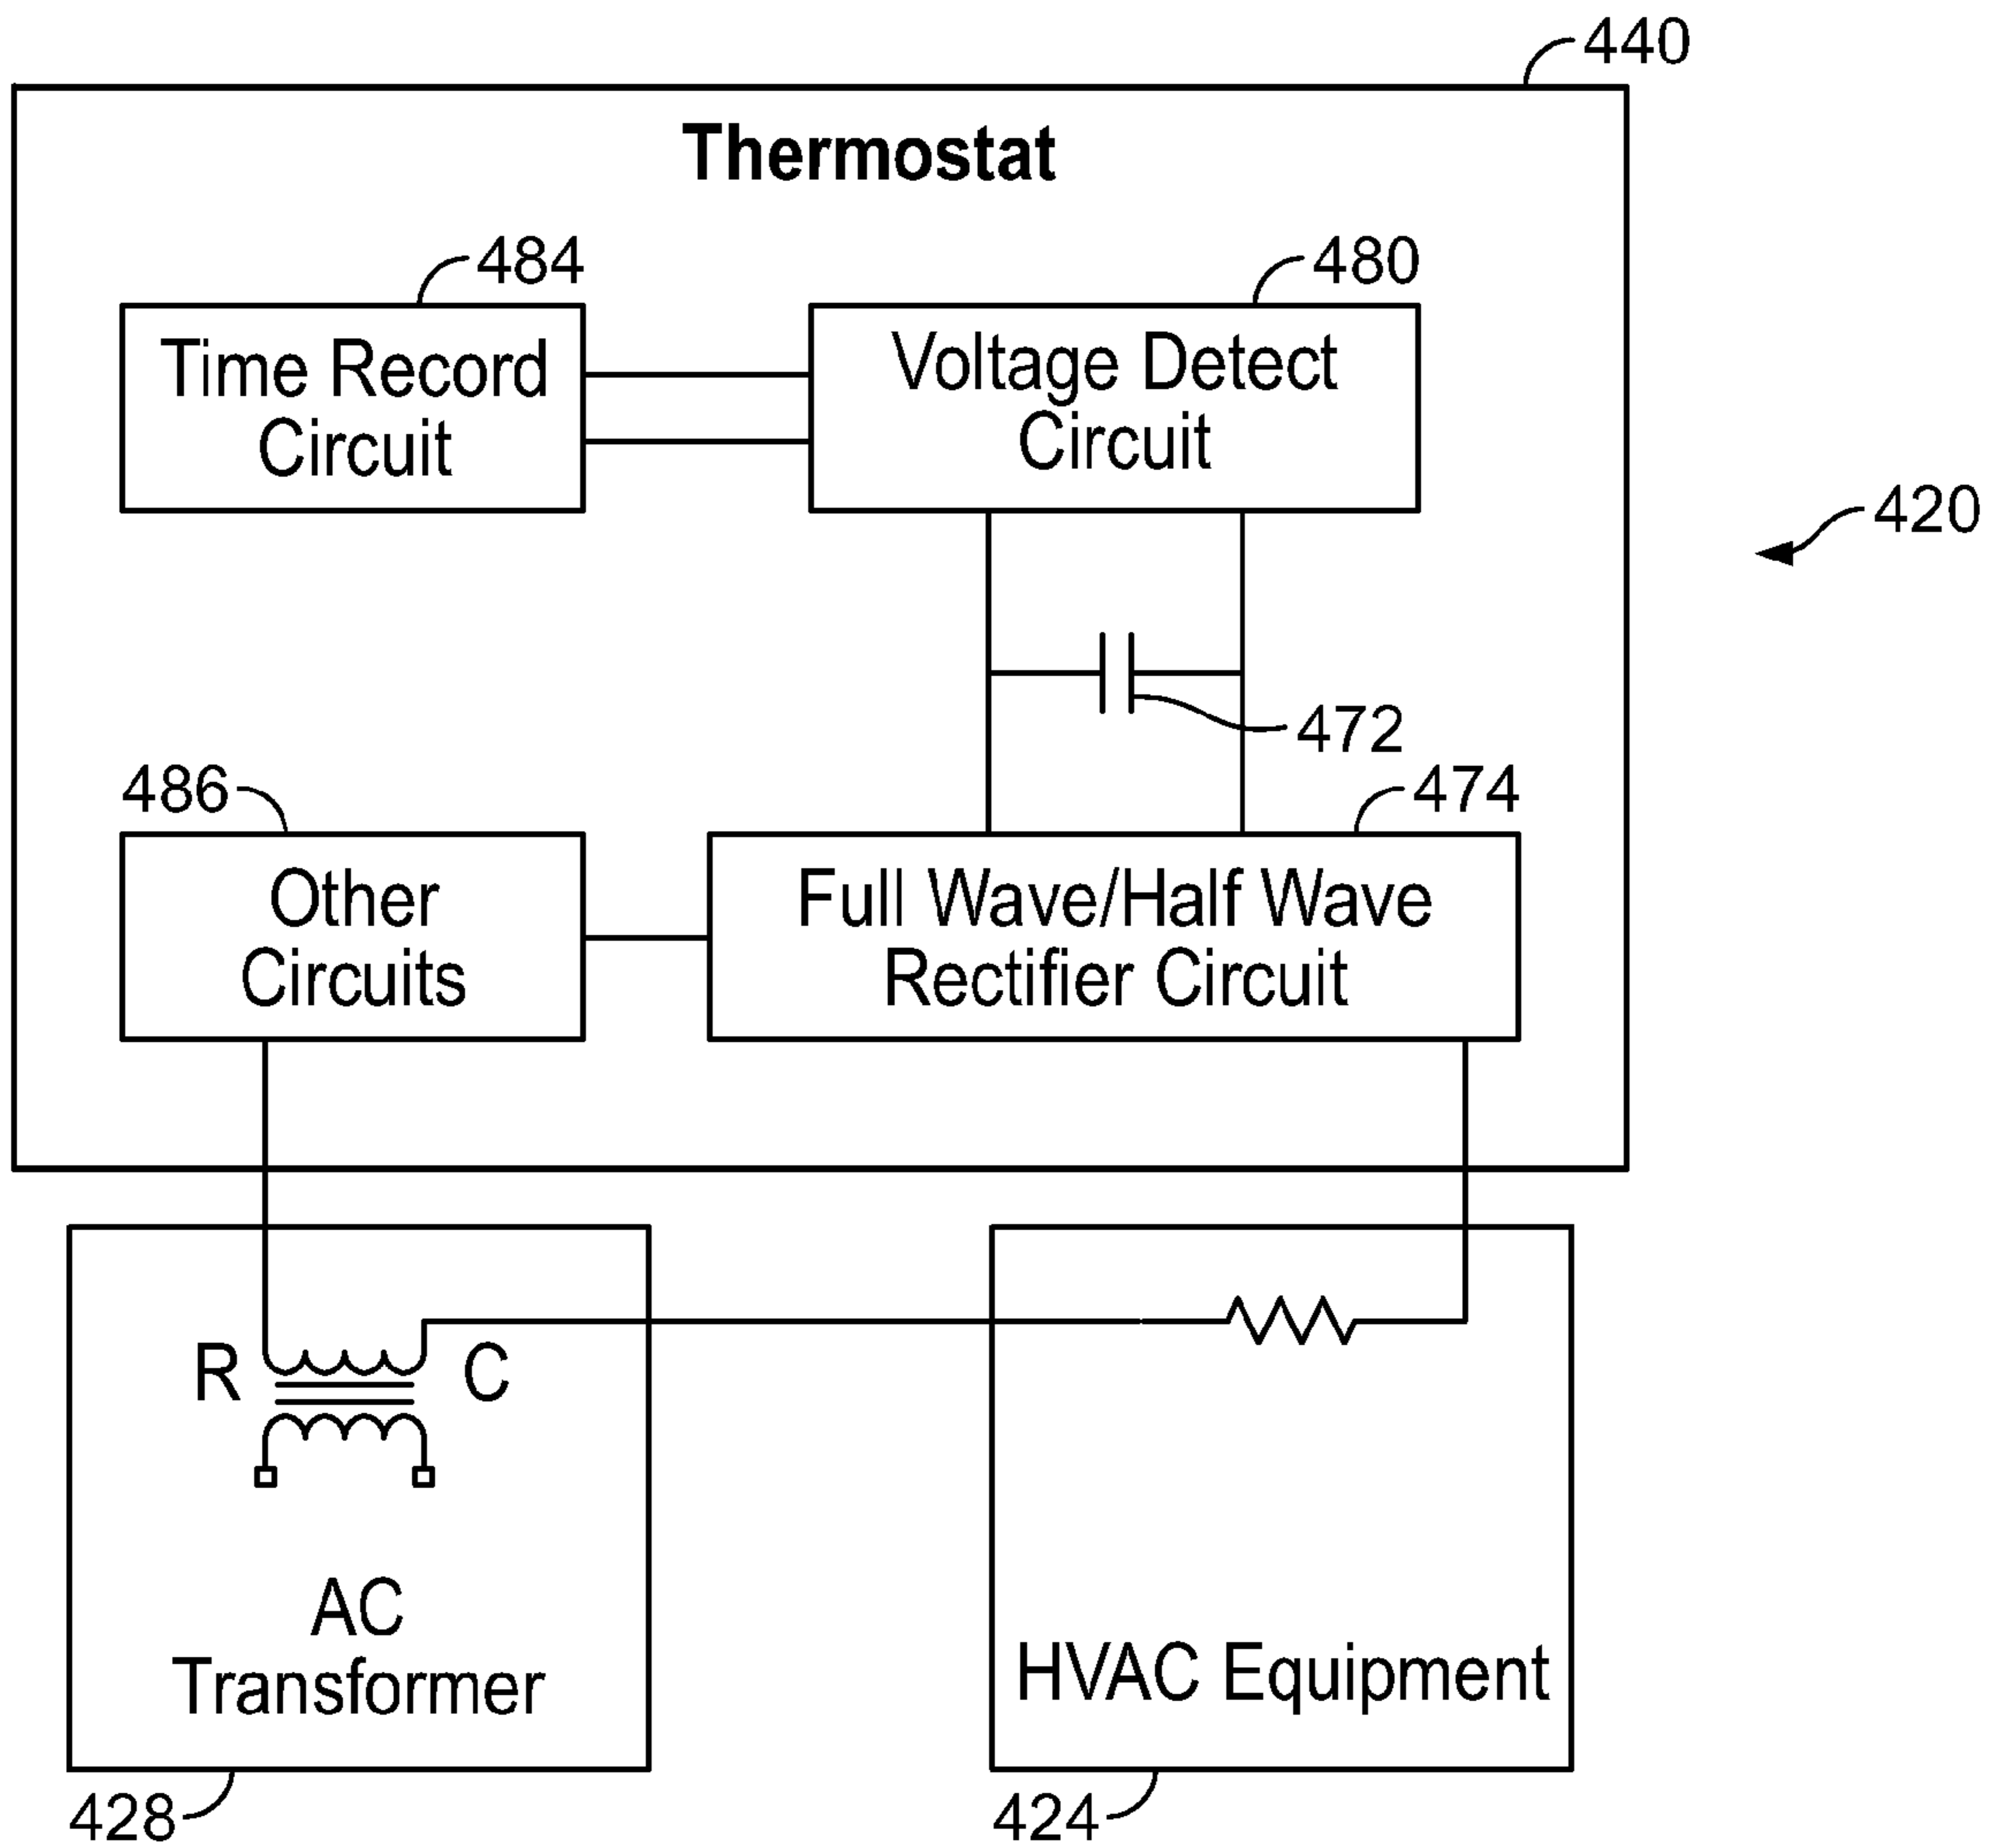 440
Thermostat
484
480
Time Record
Circuit
Voltage Detect
Circuit
420
472
486
474
Other
Circuits
Full Wave/Half Wave
Rectifier Circuit
R
C
AC
Transformer
HVAC Equipment
428
424